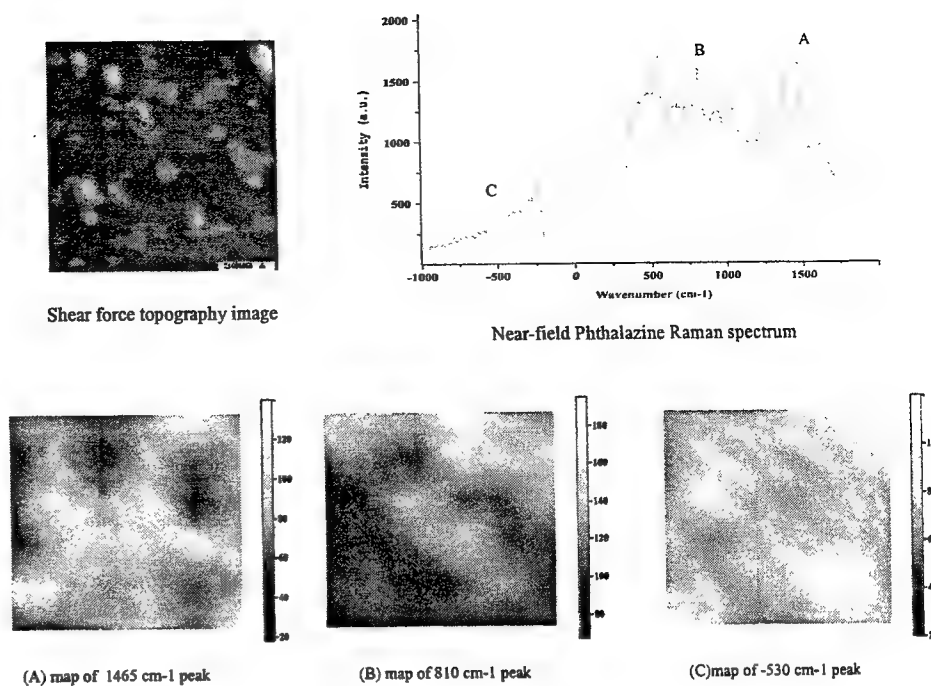 2000
1500
1000
500
Intensity (a.u.)
A
B
C
-1000 -500 0 500 1000 1500
Wavenumber (cm-1)
Shear force topography image
Near-field Phthalazine Raman spectrum
120
100
80
60
40
20
180
160
140
120
100
80
(A) map of 1465 cm-1 peak
(B) map of 810 cm-1 peak
(C)map of -530 cm-1 peak